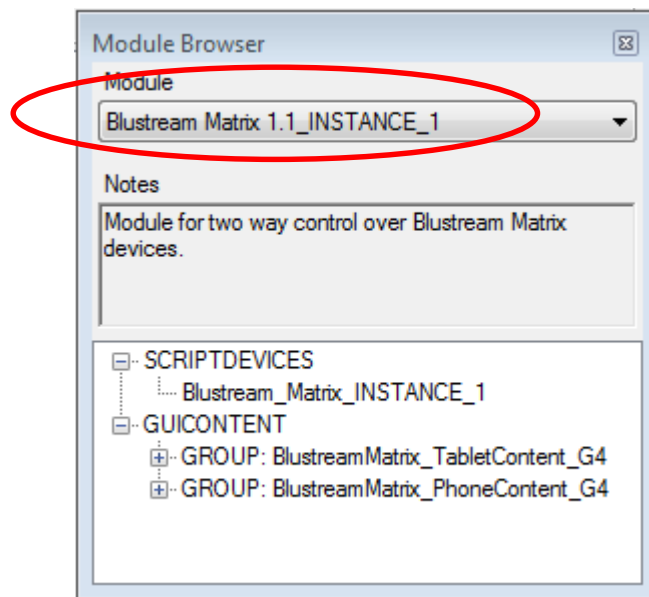 Module Browser
Module
Blustream Matrix 1.1_INSTANCE_1
Notes
Module for two way control over Blustream Matrix
devices.
SCRIPTDEVICES
Blustream_Matrix_INSTANCE_1
GUICONTENT
GROUP: BlustreamMatrix_TabletContent_G4
GROUP: BlustreamMatrix_PhoneContent_G4